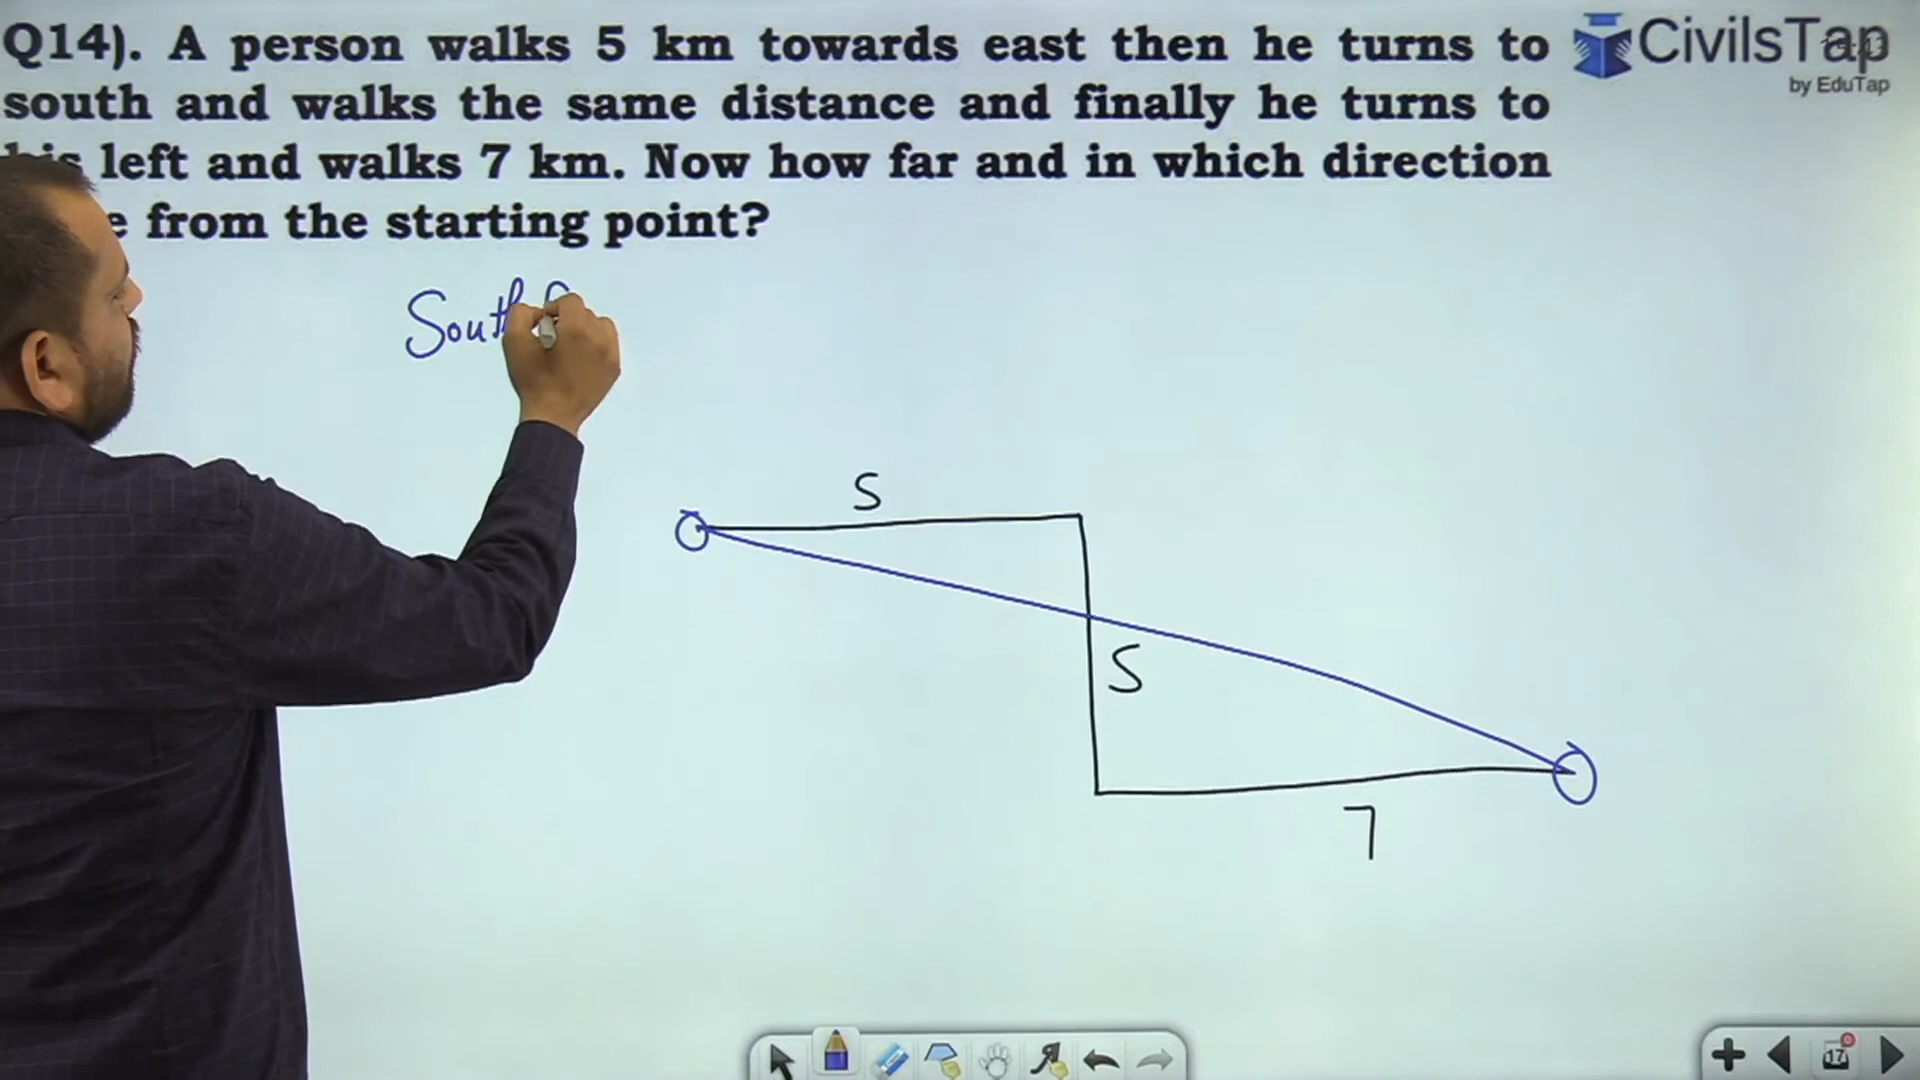 Q14). A person walks 5 km towards east then he turns to
south and walks the same distance and finally he turns to
left and walks 7 km. Now how far and in which direction
from the starting point?
CivilsTap
by EduTap
South
5
5
7
17